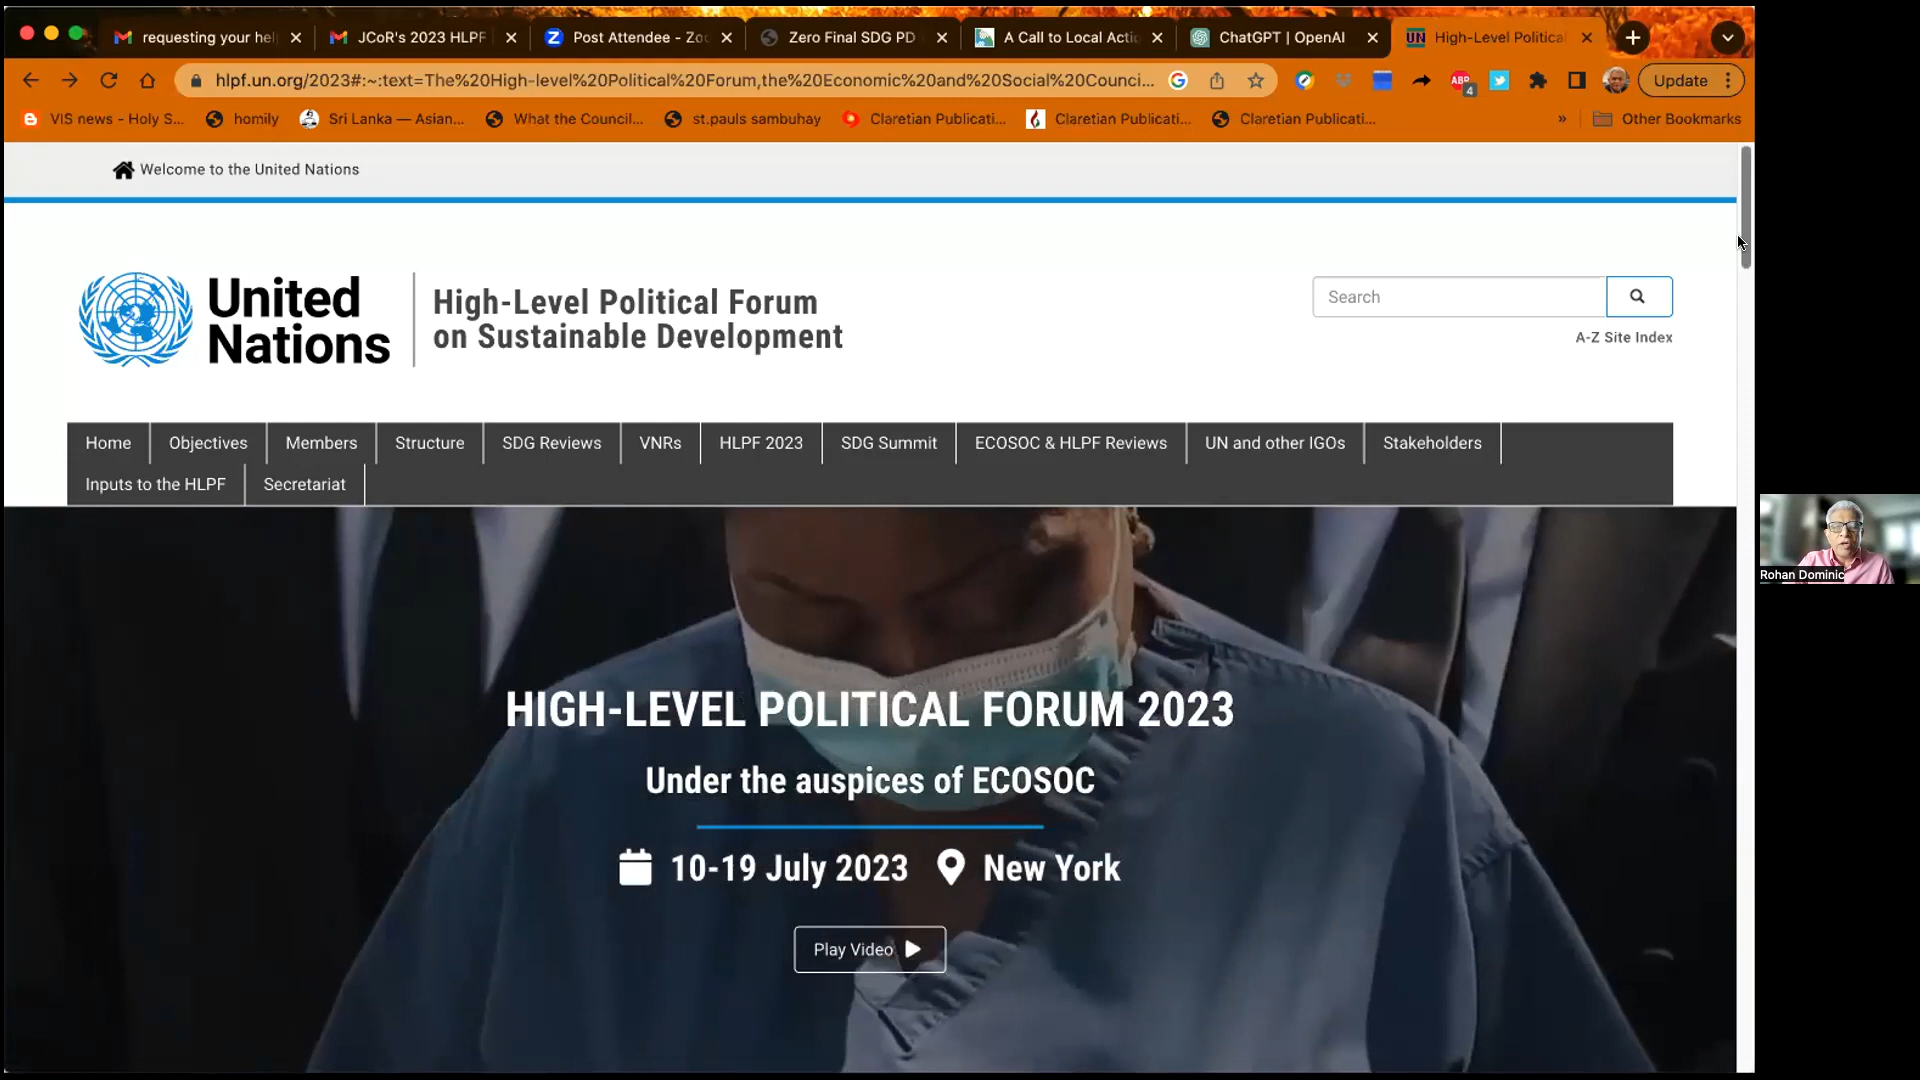 requesting your hel
JCoR's 2023 HLPF
Post Attendee - Zoo
Zero Final SDG PD
A Call to Local Actio
ChatGPT | OpenAI
High-Level Political
hlpf.un.org/2023#:~:text=The%20High-level%20Political%20Forum,the%20Economic%20and%20Social%20Counci...
ABP
4
Update
VIS news - Holy S...
homily
Sri Lanka — Asian...
What the Council...
st.pauls sambuhay
Claretian Publicati...
Claretian Publicati...
Claretian Publicati...
»
Other Bookmarks
Welcome to the United Nations
United
Nations
High-Level Political Forum
on Sustainable Development
Search
A-Z Site Index
Home
Objectives
Members
Structure
SDG Reviews
VNRs
HLPF 2023
SDG Summit
ECOSOC & HLPF Reviews
UN and other IGOs
Stakeholders
Inputs to the HLPF
Secretariat
HIGH-LEVEL POLITICAL FORUM 2023
Under the auspices of ECOSOC
10-19 July 2023
New York
Play Video
Rohan Dominic